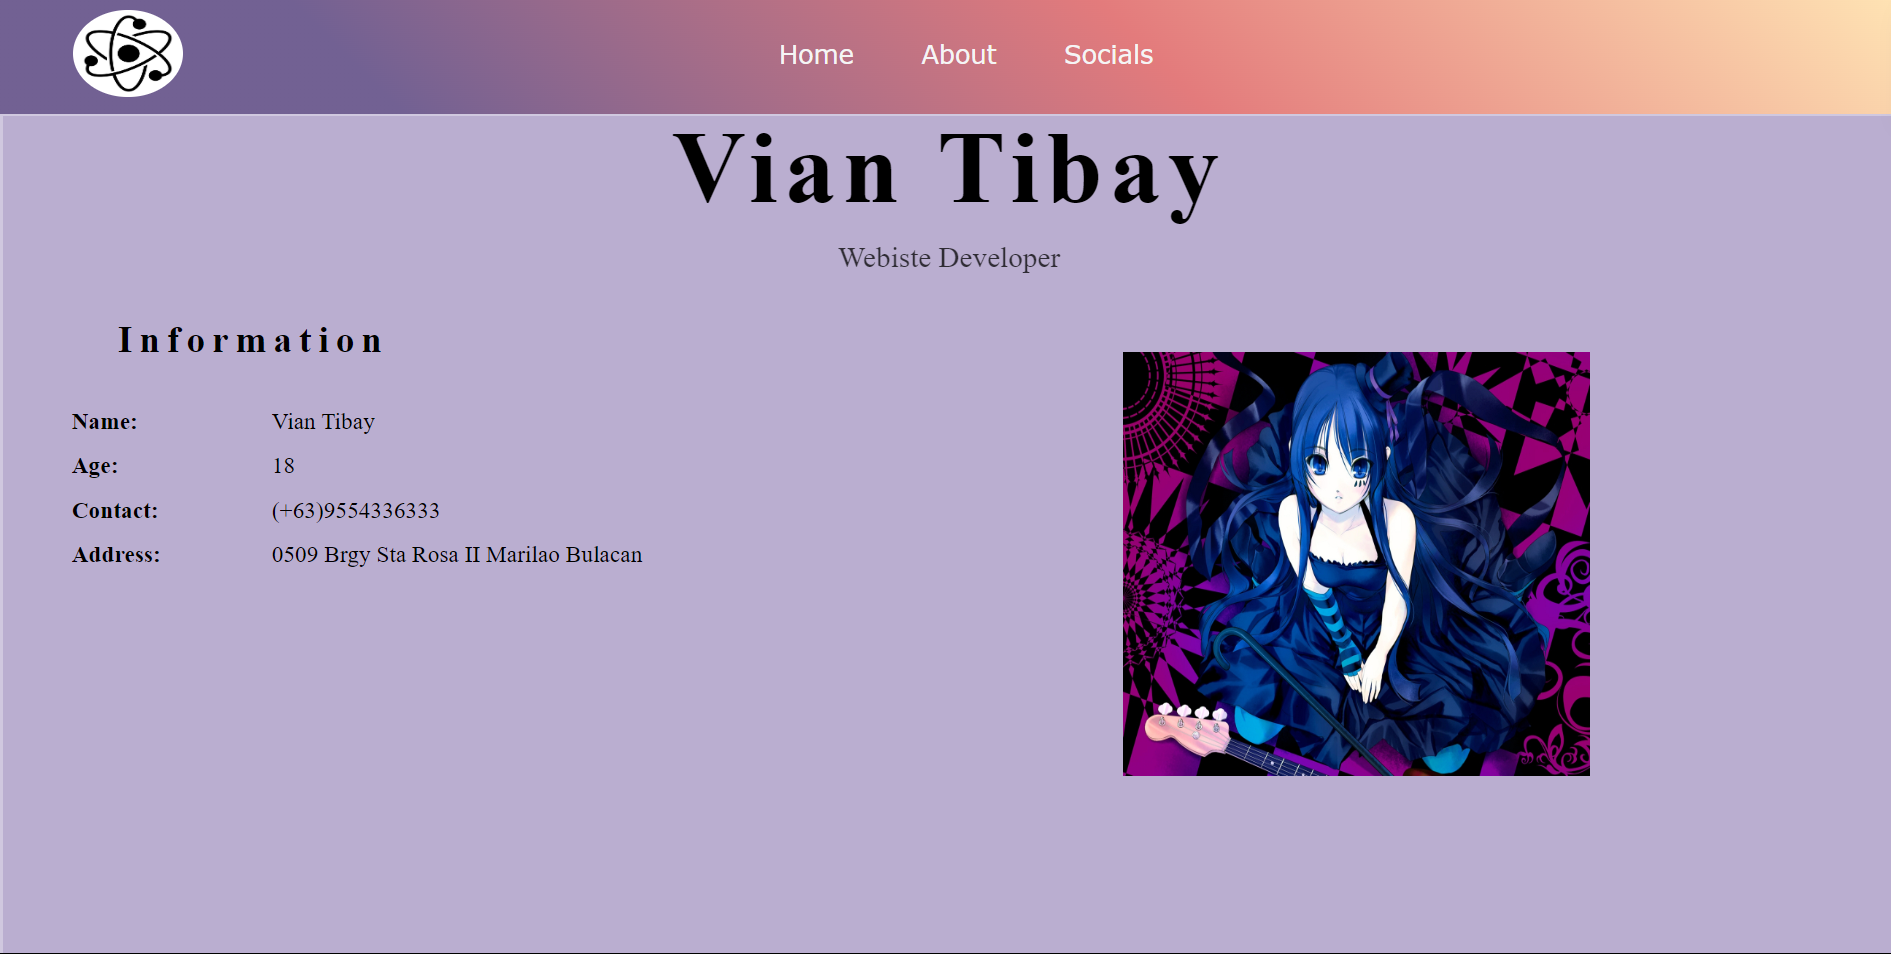 Home About Socials
Vian Tibay
Webiste Developer
Information
Name: Vian Tibay
Age: 18
Contact: (+63)9554336333
Address: 0509 Brgy Sta Rosa II Marilao Bulacan